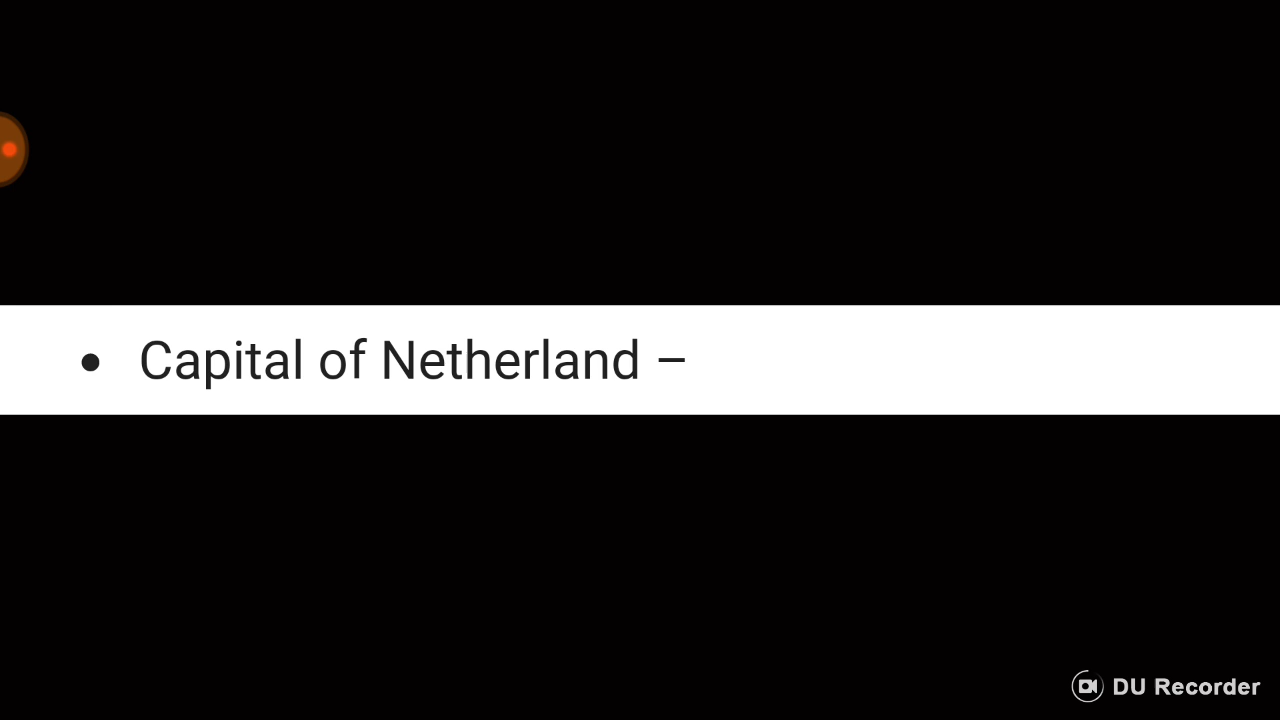 • Capital of Netherland –
DU Recorder